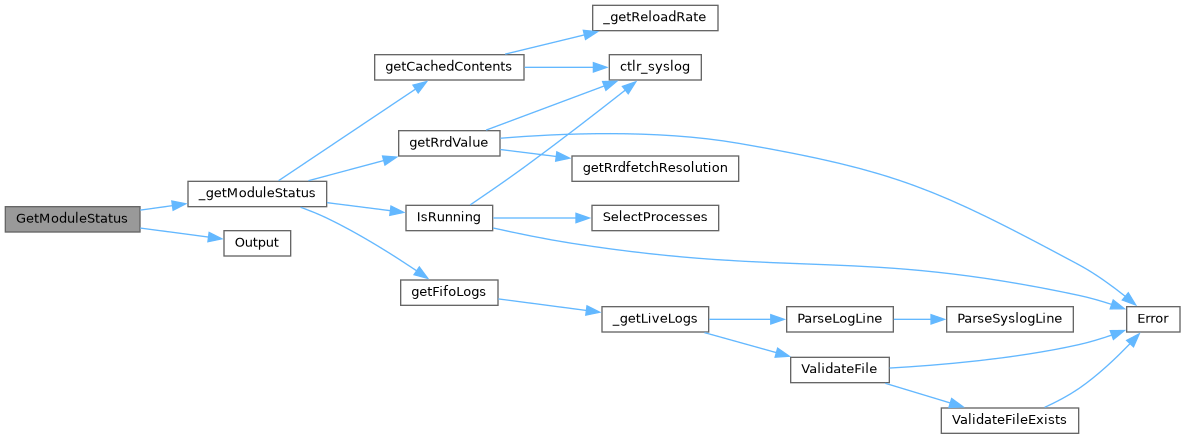 _getReloadRate
getCachedContents
ctlr_syslog
getRrdValue
getRrdfetchResolution
_getModuleStatus
GetModuleStatus
IsRunning
SelectProcesses
Output
getFifoLogs
_getLiveLogs
ParseLogLine
ParseSyslogLine
Error
ValidateFile
ValidateFileExists